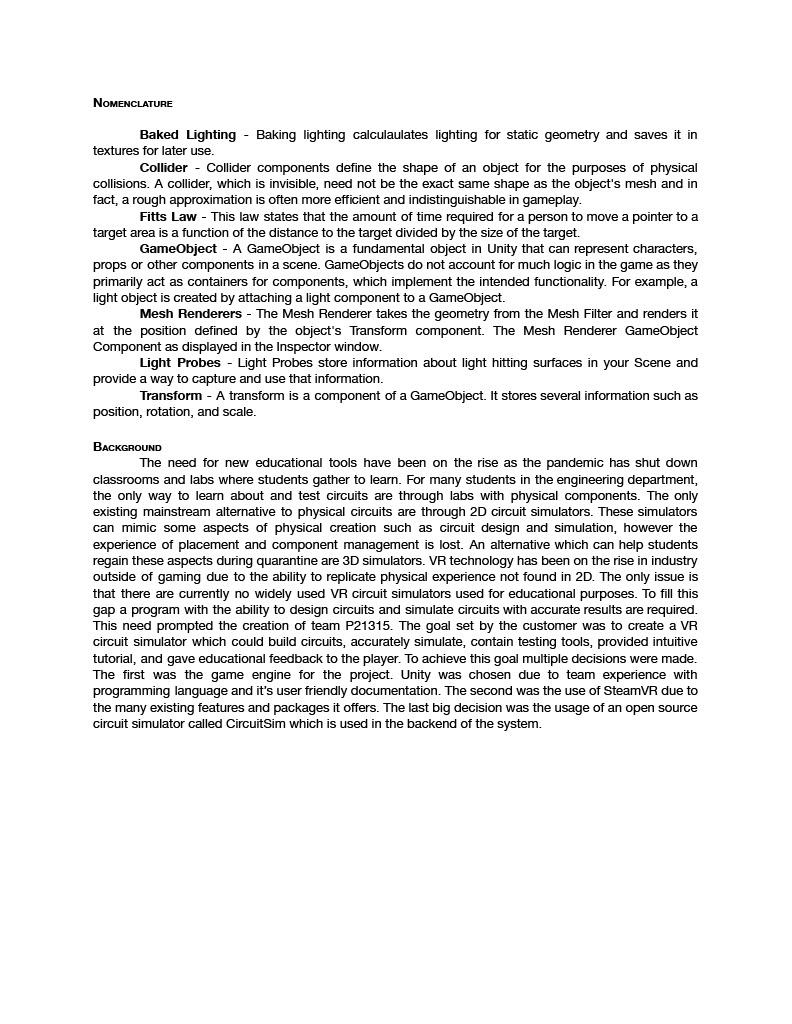 NOMENCLATURE
Baked Lighting - Baking lighting calculaulates lighting for static geometry and saves it in
textures for later use.
Collider - Collider components define the shape of an object for the purposes of physical
collisions. A collider, which is invisible, need not be the exact same shape as the object's mesh and in
fact, a rough approximation is often more efficient and indistinguishable in gameplay.
Fitts Law - This law states that the amount of time required for a person to move a pointer to a
target area is a function of the distance to the target divided by the size of the target.
GameObject - A GameObject is a fundamental object in Unity that can represent characters,
props or other components in a scene. GameObjects do not account for much logic in the game as they
primarily act as containers for components, which implement the intended functionality. For example, a
light object is created by attaching a light component to a GameObject.
Mesh Renderers - The Mesh Renderer takes the geometry from the Mesh Filter and renders it
at the position defined by the object's Transform component. The Mesh Renderer GameObject
Component as displayed in the Inspector window.
Light Probes - Light Probes store information about light hitting surfaces in your Scene and
provide a way to capture and use that information.
Transform - A transform is a component of a GameObject. It stores several information such as
position, rotation, and scale.
BACKGROUND
The need for new educational tools have been on the rise as the pandemic has shut down
classrooms and labs where students gather to learn. For many students in the engineering department,
the only way to learn about and test circuits are through labs with physical components. The only
existing mainstream alternative to physical circuits are through 2D circuit simulators. These simulators
can mimic some aspects of physical creation such as circuit design and simulation, however the
experience of placement and component management is lost. An alternative which can help students
regain these aspects during quarantine are 3D simulators. VR technology has been on the rise in industry
outside of gaming due to the ability to replicate physical experience not found in 2D. The only issue is
that there are currently no widely used VR circuit simulators used for educational purposes. To fill this
gap a program with the ability to design circuits and simulate circuits with accurate results are required.
This need prompted the creation of team P21315. The goal set by the customer was to create a VR
circuit simulator which could build circuits, accurately simulate, contain testing tools, provided intuitive
tutorial, and gave educational feedback to the player. To achieve this goal multiple decisions were made.
The first was the game engine for the project. Unity was chosen due to team experience with
programming language and it's user friendly documentation. The second was the use of SteamVR due to
the many existing features and packages it offers. The last big decision was the usage of an open source
circuit simulator called CircuitSim which is used in the backend of the system.